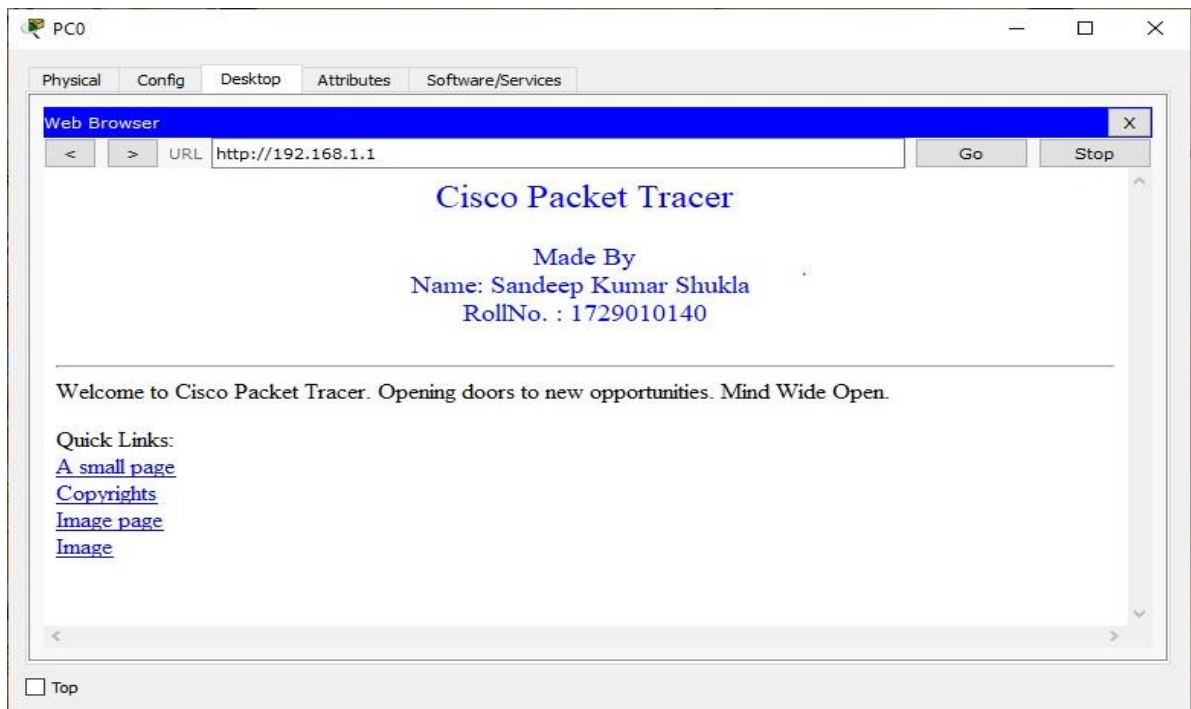 PC0
Physical Config Desktop Attributes Software/Services
Web Browser X
< > URL http://192.168.1.1 Go Stop
Cisco Packet Tracer
Made By
Name: Sandeep Kumar Shukla
RollNo. : 1729010140
Welcome to Cisco Packet Tracer. Opening doors to new opportunities. Mind Wide Open.
Quick Links:
A small page
Copyrights
Image page
Image
Top